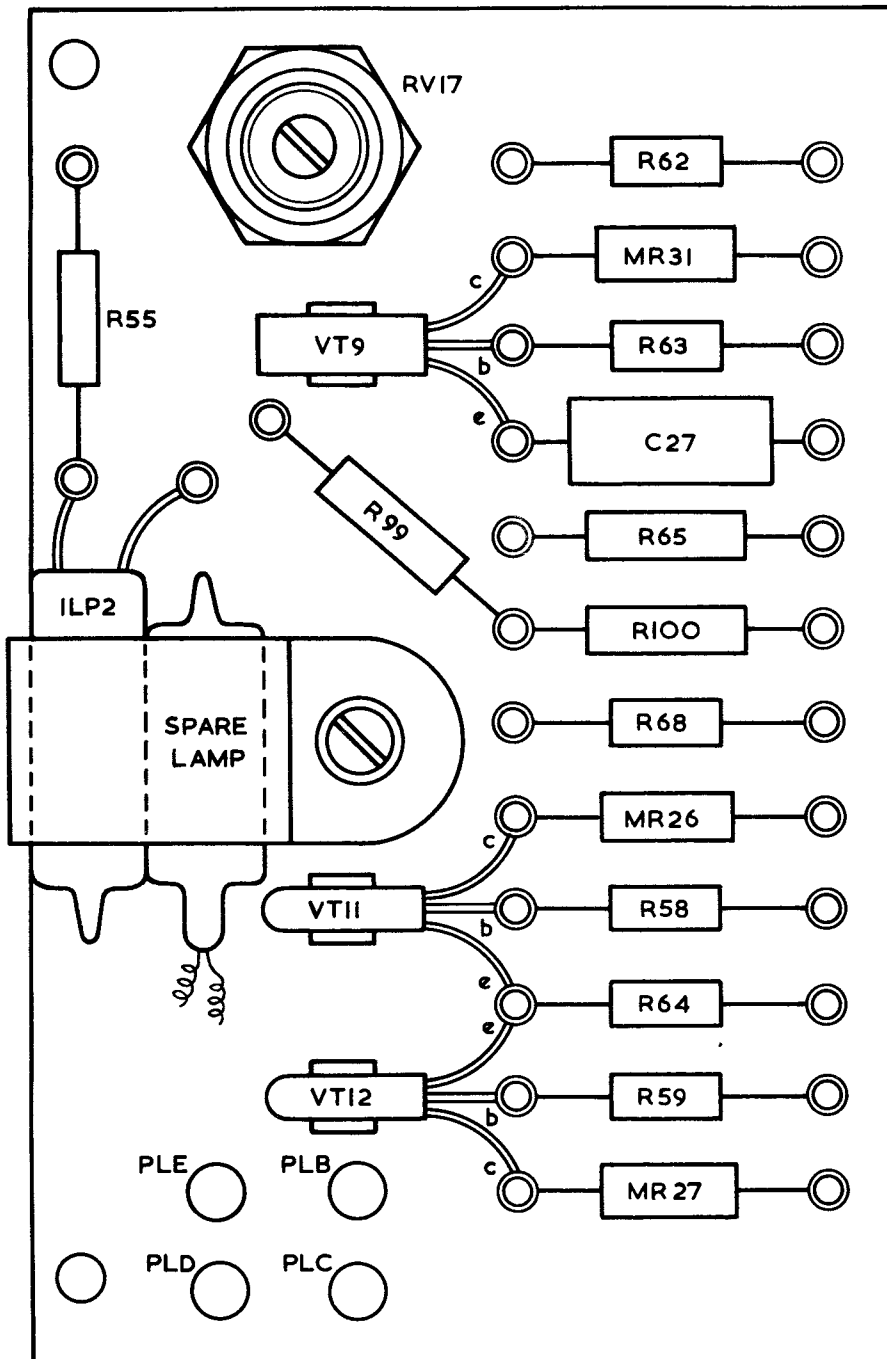 RV17
R62
MR31
c
R55
VT9
R63
b
e
C27
R99
R65
ILP2
R100
SPARE
LAMP
R68
MR26
c
VT11
R58
b
e
R64
e
VT12
R59
b
c
MR27
PLE
PLB
PLD
PLC